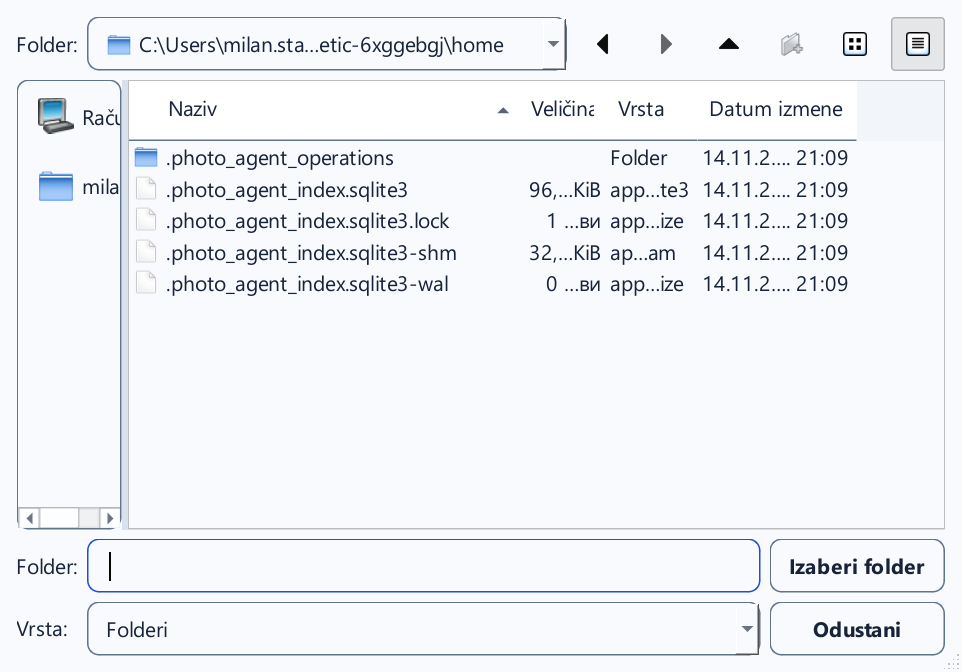 Folder: C:\Users\milan.sta...etic-6xggebgj\home
Raču
mila
Naziv Veličina Vrsta Datum izmene
.photo_agent_operations Folder 14.11.2.... 21:09
.photo_agent_index.sqlite3 96,...KiB app...te3 14.11.2.... 21:09
.photo_agent_index.sqlite3.lock 1 ...ви app...ize 14.11.2.... 21:09
.photo_agent_index.sqlite3-shm 32,...KiB ap...am 14.11.2.... 21:09
.photo_agent_index.sqlite3-wal 0 ...ви app...ize 14.11.2.... 21:09
Folder: Izaberi folder
Vrsta: Folderi Odustani